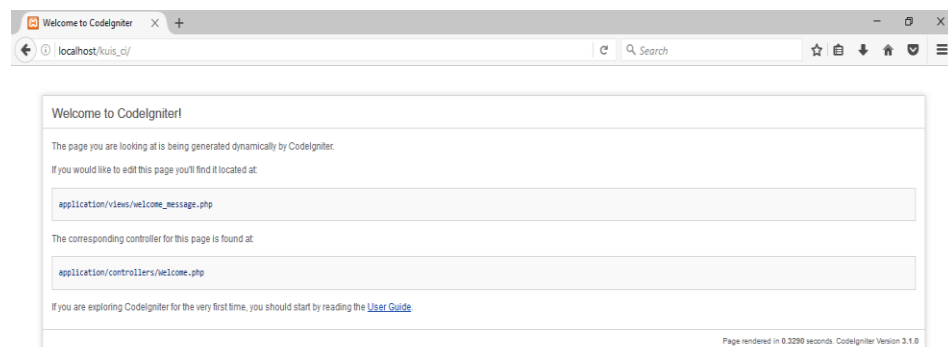 Welcome to CodeIgniter
localhost/kuis_ci/
Search
Welcome to CodeIgniter!
The page you are looking at is being generated dynamically by CodeIgniter.
If you would like to edit this page you'll find it located at:
application/views/welcome_message.php
The corresponding controller for this page is found at:
application/controllers/Welcome.php
If you are exploring CodeIgniter for the very first time, you should start by reading the User Guide.
Page rendered in 0.3290 seconds. CodeIgniter Version 3.1.0